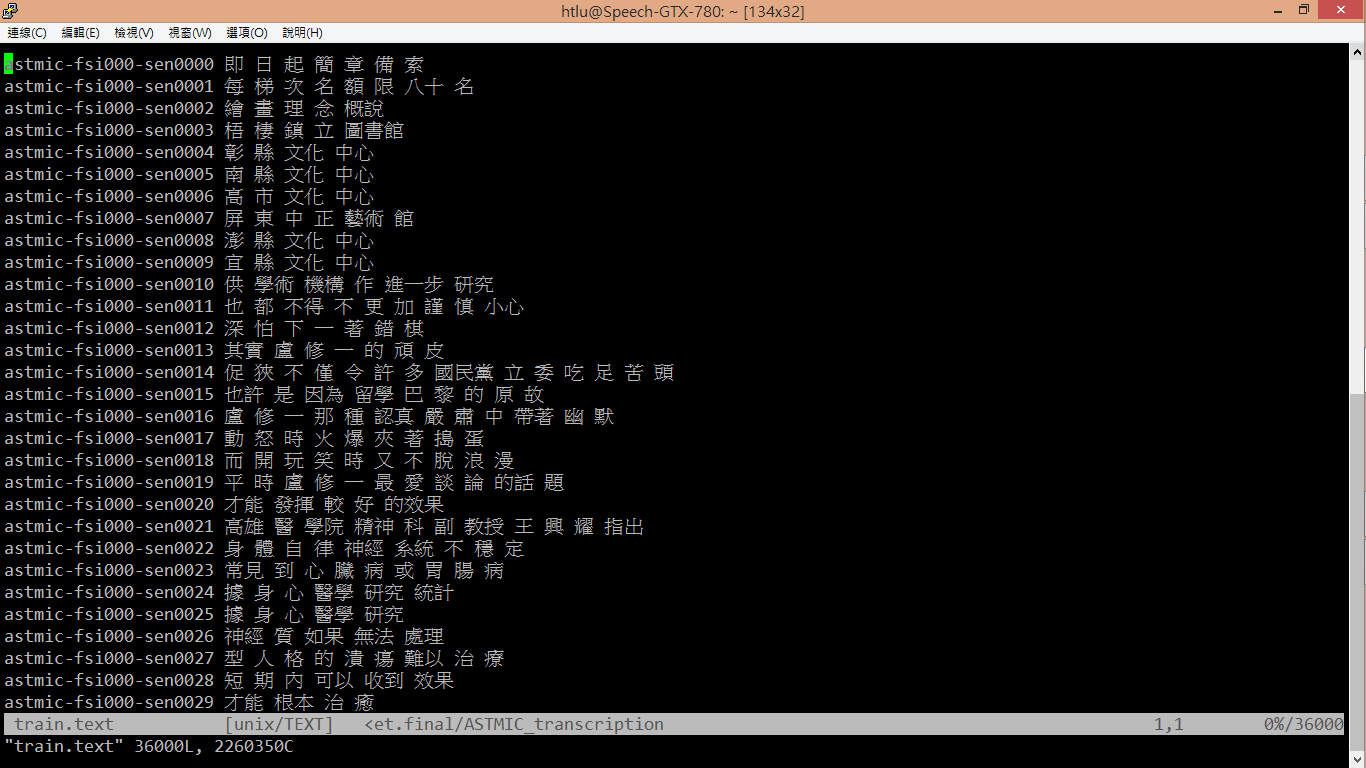 htlu@Speech-GTX-780: ~ [134x32]
連線(C) 編輯(E) 檢視(V) 視窗(W) 選項(O) 說明(H)
astmic-fsi000-sen0000 即 日 起 簡 章 備 索
astmic-fsi000-sen0001 每 梯 次 名 額 限 八十 名
astmic-fsi000-sen0002 繪 畫 理 念 概說
astmic-fsi000-sen0003 梧 棲 鎮 立 圖書館
astmic-fsi000-sen0004 彰 縣 文化 中心
astmic-fsi000-sen0005 南 縣 文化 中心
astmic-fsi000-sen0006 高 市 文化 中心
astmic-fsi000-sen0007 屏 東 中 正 藝術 館
astmic-fsi000-sen0008 澎 縣 文化 中心
astmic-fsi000-sen0009 宜 縣 文化 中心
astmic-fsi000-sen0010 供 學術 機構 作 進一步 研究
astmic-fsi000-sen0011 也 都 不得 不 更 加 謹 慎 小心
astmic-fsi000-sen0012 深 怕 下 一 著 錯 棋
astmic-fsi000-sen0013 其實 盧 修 一 的 頑 皮
astmic-fsi000-sen0014 促 狹 不 僅 令 許 多 國民黨 立 委 吃 足 苦 頭
astmic-fsi000-sen0015 也許 是 因為 留學 巴 黎 的 原 故
astmic-fsi000-sen0016 盧 修 一 那 種 認真 嚴 肅 中 帶著 幽 默
astmic-fsi000-sen0017 動 怒 時 火 爆 夾 著 搗 蛋
astmic-fsi000-sen0018 而 開 玩 笑 時 又 不 脫 浪 漫
astmic-fsi000-sen0019 平 時 盧 修 一 最 愛 談 論 的話 題
astmic-fsi000-sen0020 才能 發揮 較 好 的效果
astmic-fsi000-sen0021 高雄 醫 學院 精神 科 副 教授 王 興 耀 指出
astmic-fsi000-sen0022 身 體 自 律 神經 系統 不 穩 定
astmic-fsi000-sen0023 常見 到 心 臟 病 或 胃 腸 病
astmic-fsi000-sen0024 據 身 心 醫學 研究 統計
astmic-fsi000-sen0025 據 身 心 醫學 研究
astmic-fsi000-sen0026 神經 質 如果 無法 處理
astmic-fsi000-sen0027 型 人 格 的 潰 瘍 難以 治 療
astmic-fsi000-sen0028 短 期 內 可以 收到 效果
astmic-fsi000-sen0029 才能 根本 治 癒
train.text [unix/TEXT] <et.final/ASTMIC_transcription 1,1 0%/36000
"train.text" 36000L, 2260350C